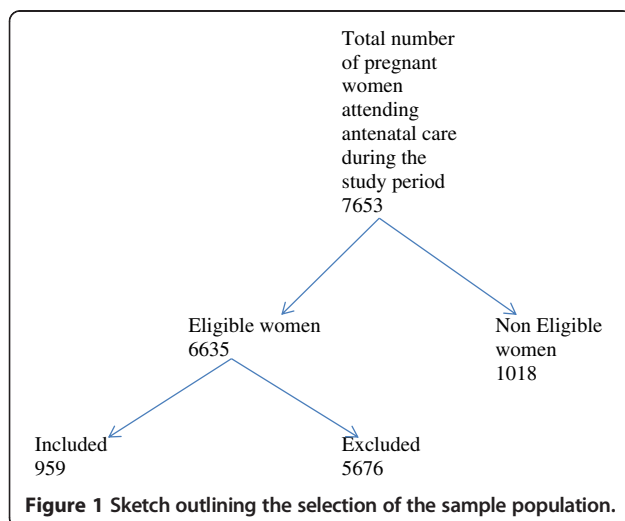 Total number
of pregnant
women
attending
antenatal care
during the
study period
7653
Eligible women
6635
Non Eligible
women
1018
Included
959
Excluded
5676
Figure 1 Sketch outlining the selection of the sample population.